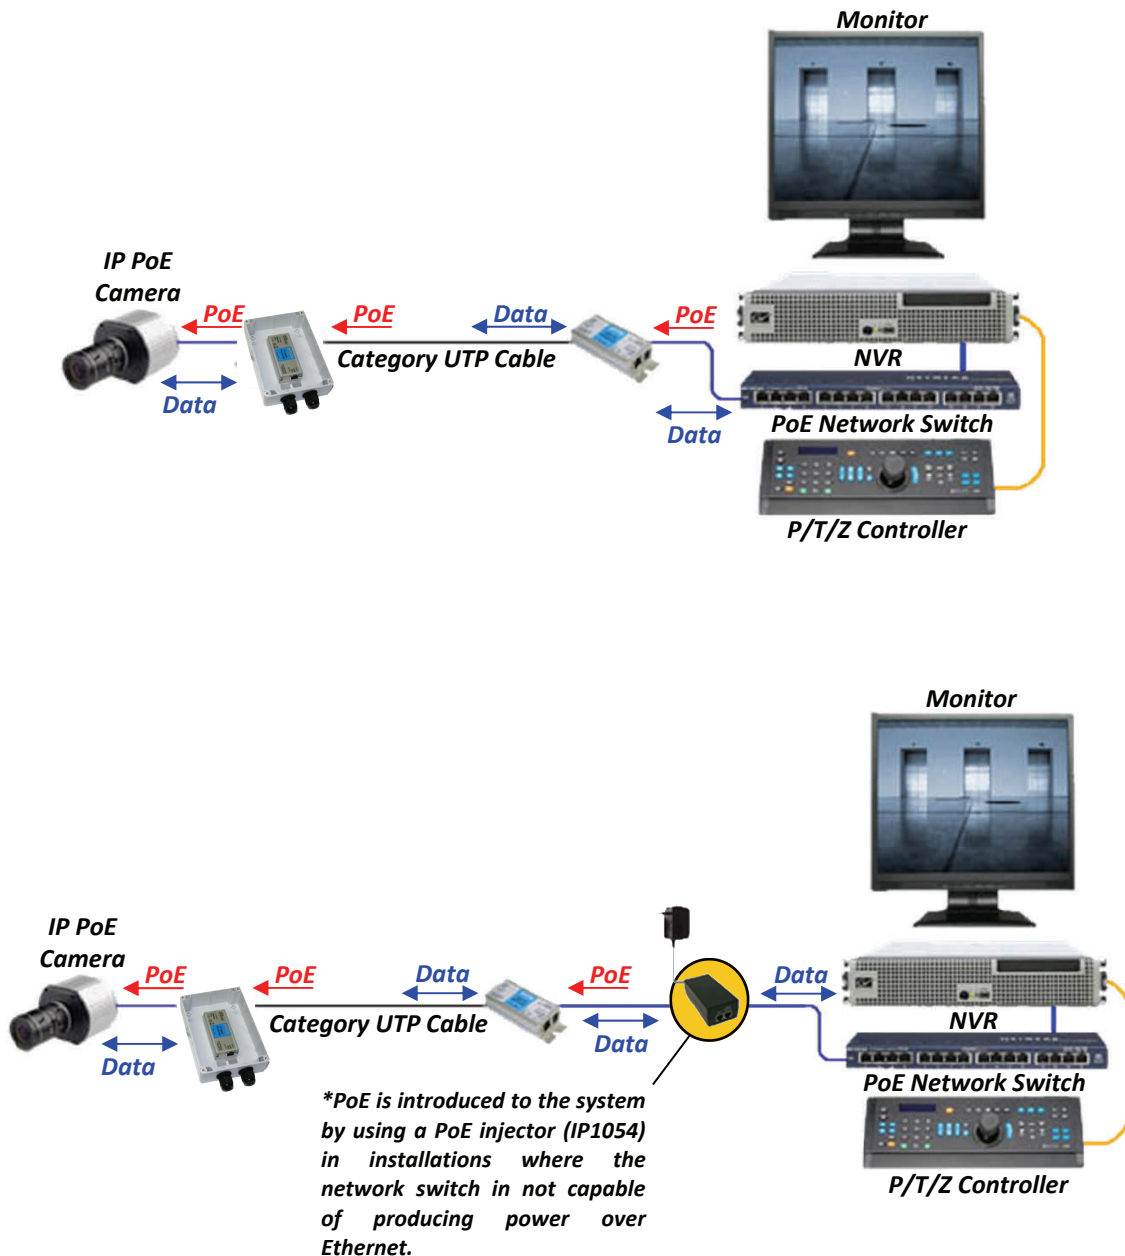 Monitor
IP PoE
Camera
PoE
PoE
Data
PoE
Category UTP Cable
NVR
Data
Data
PoE Network Switch
P/T/Z Controller
Monitor
IP PoE
Camera
PoE
PoE
Data
PoE
Data
Category UTP Cable
NVR
Data
Data
PoE Network Switch
*PoE is introduced to the system
by using a PoE injector (IP1054)
in installations where the
network switch in not capable
of producing power over
Ethernet.
P/T/Z Controller